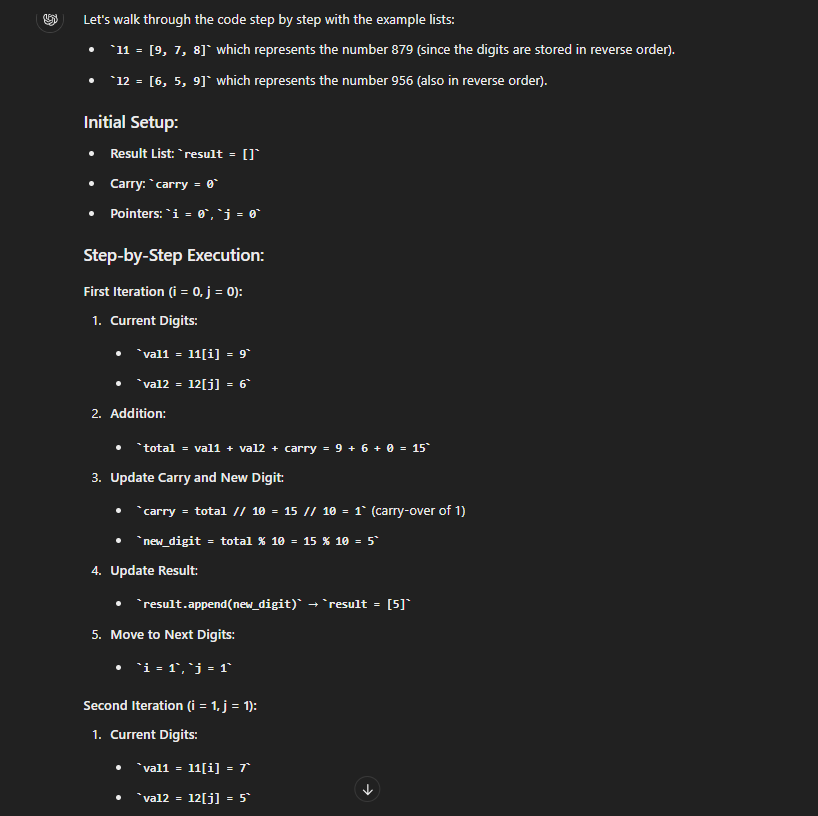 Let's walk through the code step by step with the example lists:
`l1 = [9, 7, 8]` which represents the number 879 (since the digits are stored in reverse order).
`l2 = [6, 5, 9]` which represents the number 956 (also in reverse order).
Initial Setup:
Result List: `result = []`
Carry: `carry = 0`
Pointers: `i = 0`, `j = 0`
Step-by-Step Execution:
First Iteration (i = 0, j = 0):
1. Current Digits:
`val1 = l1[i] = 9`
`val2 = l2[j] = 6`
2. Addition:
`total = val1 + val2 + carry = 9 + 6 + 0 = 15`
3. Update Carry and New Digit:
`carry = total // 10 = 15 // 10 = 1` (carry-over of 1)
`new_digit = total % 10 = 15 % 10 = 5`
4. Update Result:
`result.append(new_digit)` → `result = [5]`
5. Move to Next Digits:
`i = 1`, `j = 1`
Second Iteration (i = 1, j = 1):
1. Current Digits:
`val1 = l1[i] = 7`
`val2 = l2[j] = 5`